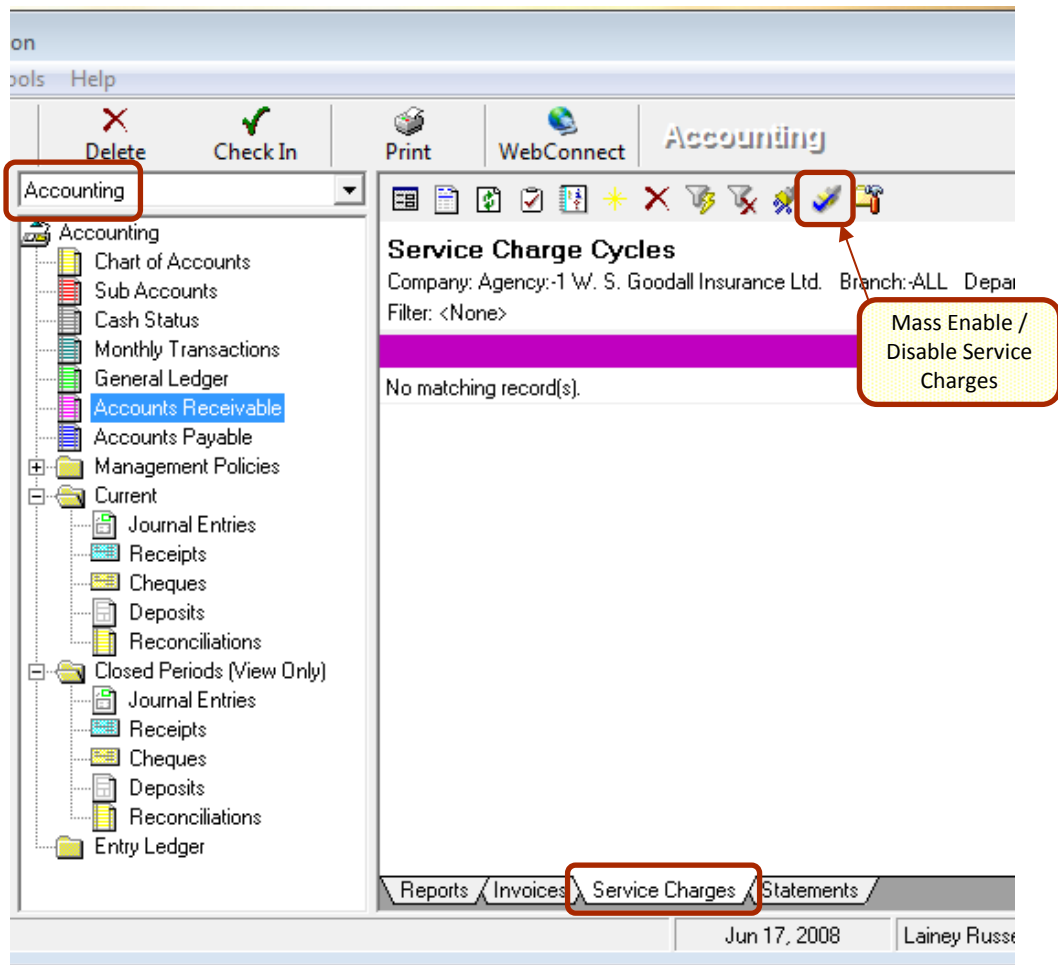 on
ools Help
Delete Check In Print WebConnect Accounting
Accounting
Accounting
Chart of Accounts
Sub Accounts
Cash Status
Monthly Transactions
General Ledger
Accounts Receivable
Accounts Payable
Management Policies
Current
Journal Entries
Receipts
Cheques
Deposits
Reconciliations
Closed Periods (View Only)
Journal Entries
Receipts
Cheques
Deposits
Reconciliations
Entry Ledger
Service Charge Cycles
Company: Agency:-1 W. S. Goodall Insurance Ltd. Branch:-ALL Depar
Filter: <None>
No matching record(s).
Mass Enable /
Disable Service
Charges
Reports Invoices Service Charges Statements
Jun 17, 2008 Lainey Russe